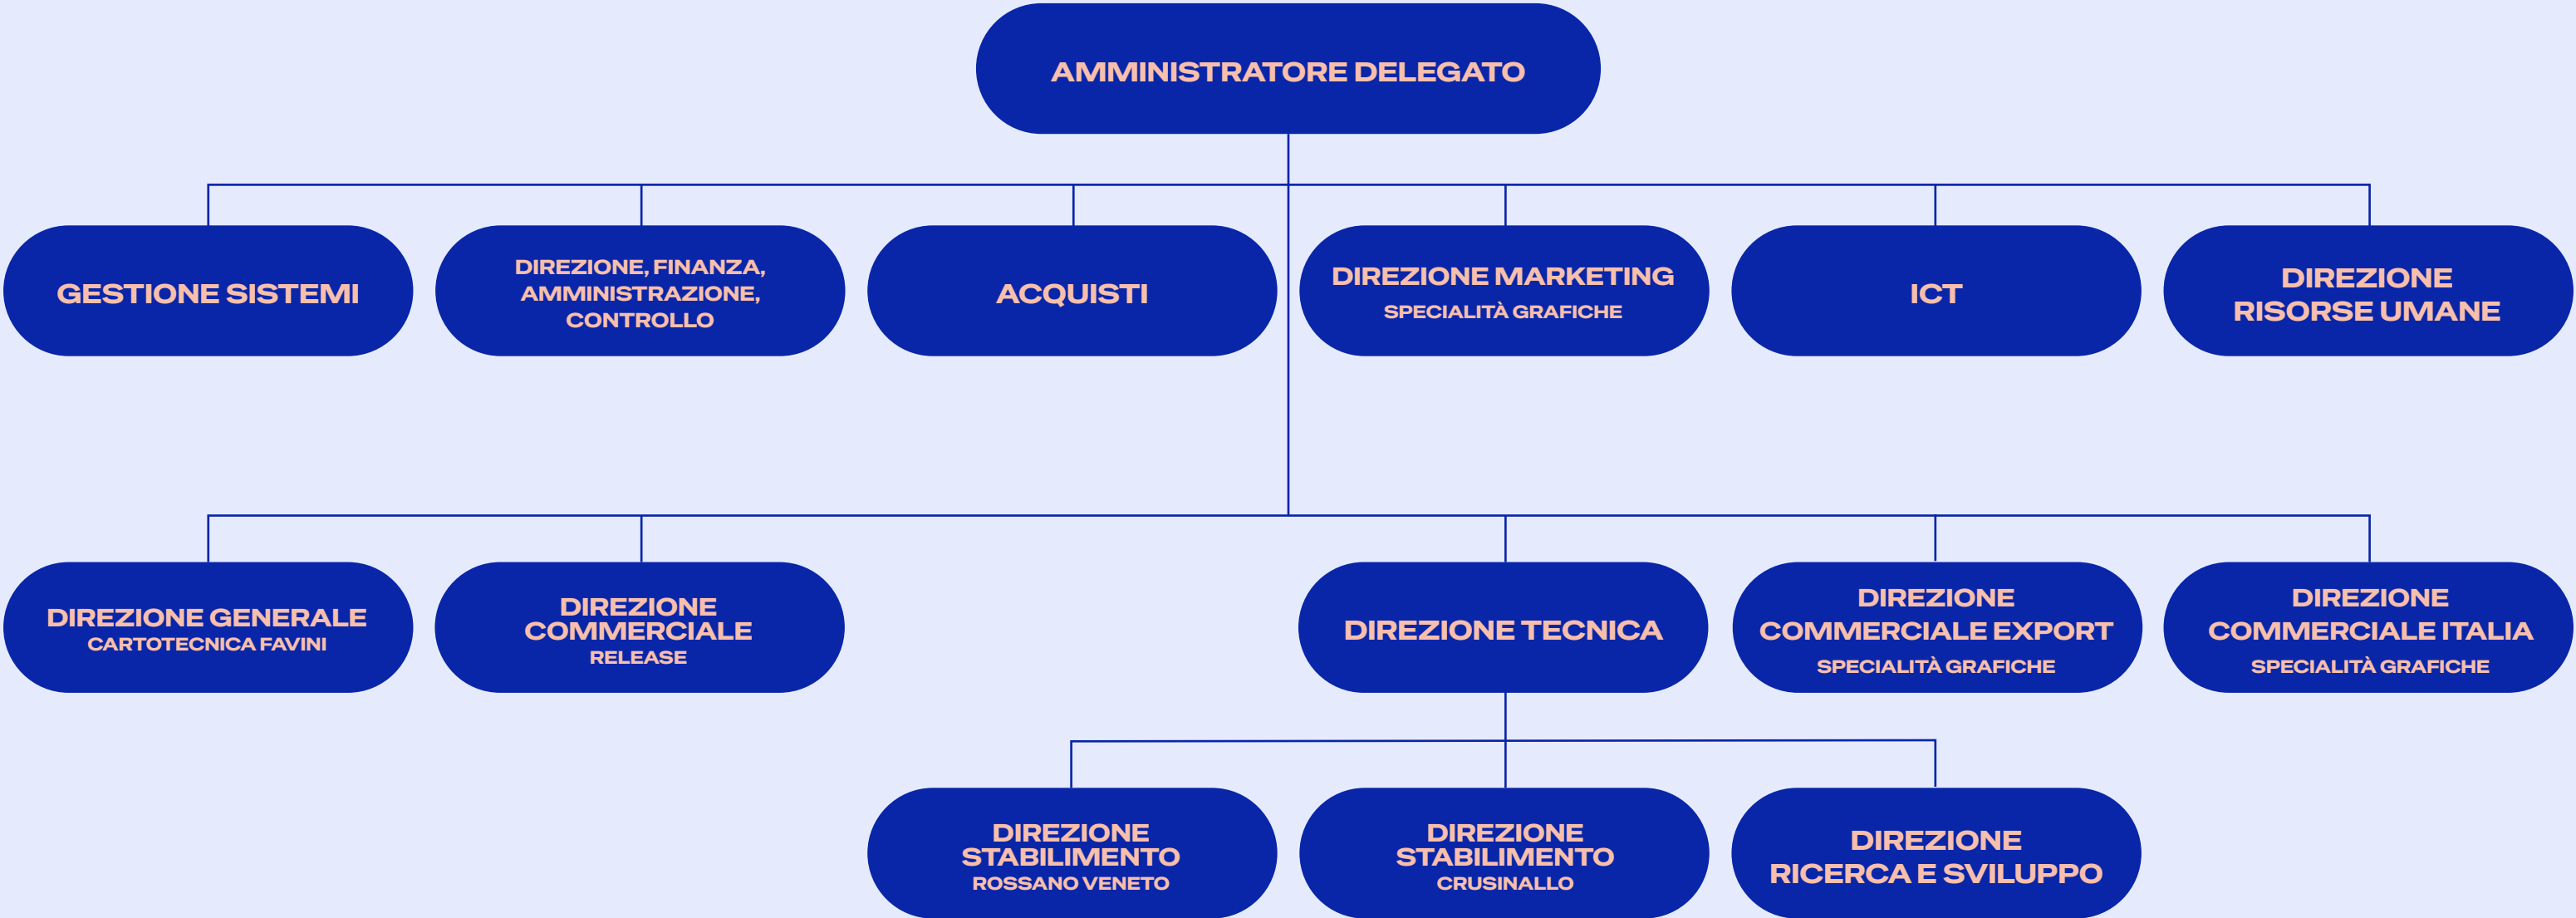 AMMINISTRATORE DELEGATO
GESTIONE SISTEMI
DIREZIONE, FINANZA,
AMMINISTRAZIONE,
CONTROLLO
ACQUISTI
DIREZIONE MARKETING
SPECIALITÀ GRAFICHE
ICT
DIREZIONE
RISORSE UMANE
DIREZIONE GENERALE
CARTOTECNICA FAVINI
DIREZIONE
COMMERCIALE
RELEASE
DIREZIONE TECNICA
DIREZIONE
COMMERCIALE EXPORT
SPECIALITÀ GRAFICHE
DIREZIONE
COMMERCIALE ITALIA
SPECIALITÀ GRAFICHE
DIREZIONE
STABILIMENTO
ROSSANO VENETO
DIREZIONE
STABILIMENTO
CRUSINALLO
DIREZIONE
RICERCA E SVILUPPO